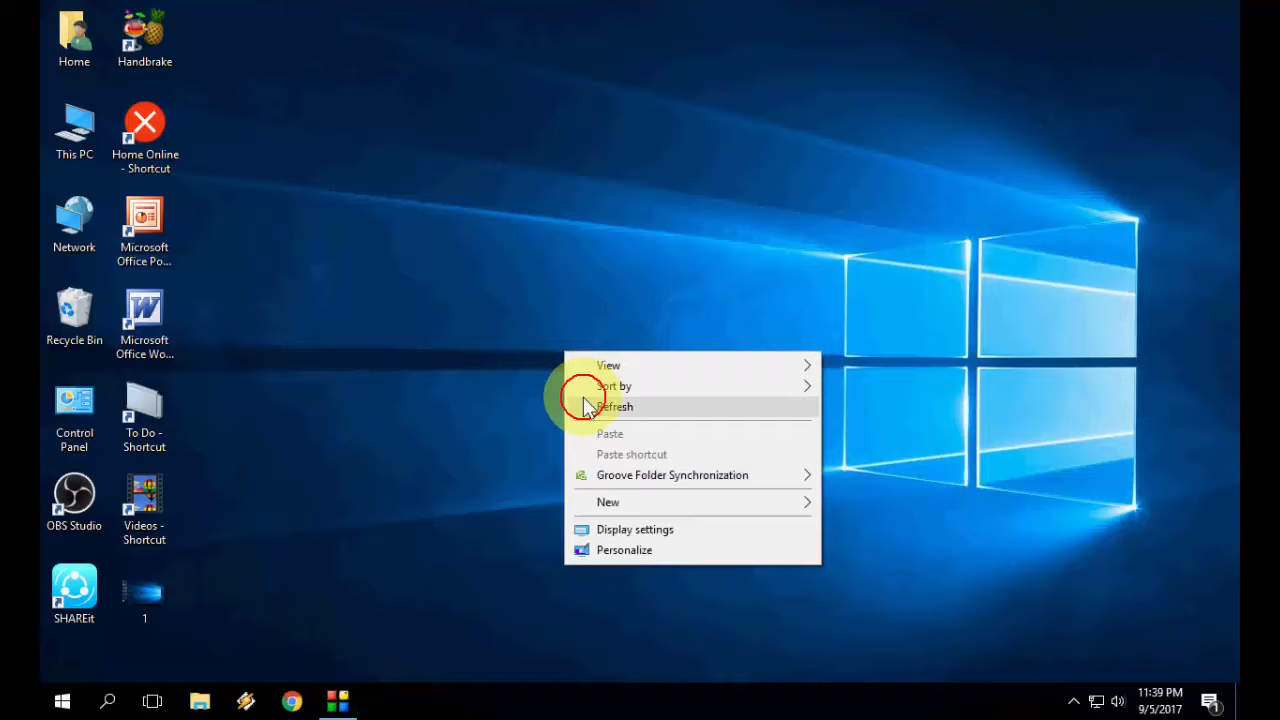 Home
Handbrake
This PC
Home Online
- Shortcut
Network
Microsoft
Office Po...
Recycle Bin
Microsoft
Office Wo...
Control
Panel
To Do -
Shortcut
OBS Studio
Videos -
Shortcut
SHAREit
1
View
Sort by
Refresh
Paste
Paste shortcut
Groove Folder Synchronization
New
Display settings
Personalize
11:39 PM
9/5/2017
1